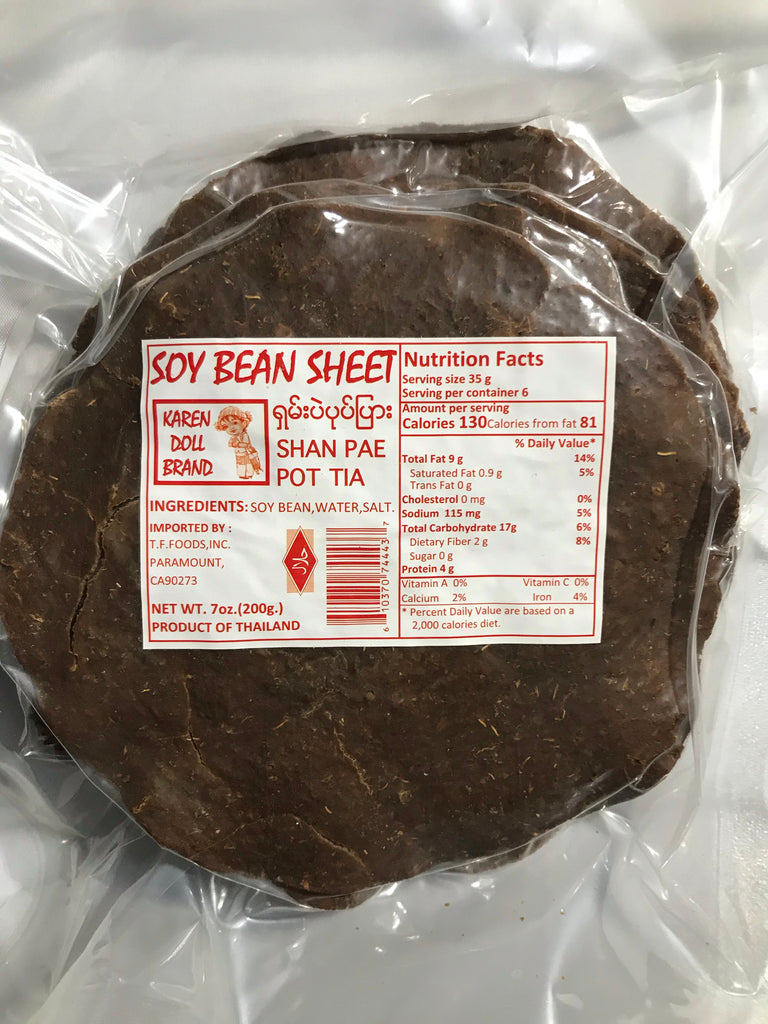 SOY BEAN SHEET
KAREN
DOLL
BRAND
ရှမ်းပဲပုပ်ပြား
SHAN PAE
POT TIA
INGREDIENTS: SOY BEAN,WATER,SALT.
IMPORTED BY :
T.F.FOODS,INC.
PARAMOUNT,
CA90273
NET WT. 7oz.(200g.)
PRODUCT OF THAILAND
حلال
6 10370 74443 7
Nutrition Facts
Serving size 35 g
Serving per container 6
Amount per serving
Calories 130 Calories from fat 81
% Daily Value*
Total Fat 9 g 14%
Saturated Fat 0.9 g 5%
Trans Fat 0 g
Cholesterol 0 mg 0%
Sodium 115 mg 5%
Total Carbohydrate 17g 6%
Dietary Fiber 2 g 8%
Sugar 0 g
Protein 4 g
Vitamin A 0% Vitamin C 0%
Calcium 2% Iron 4%
* Percent Daily Value are based on a
2,000 calories diet.